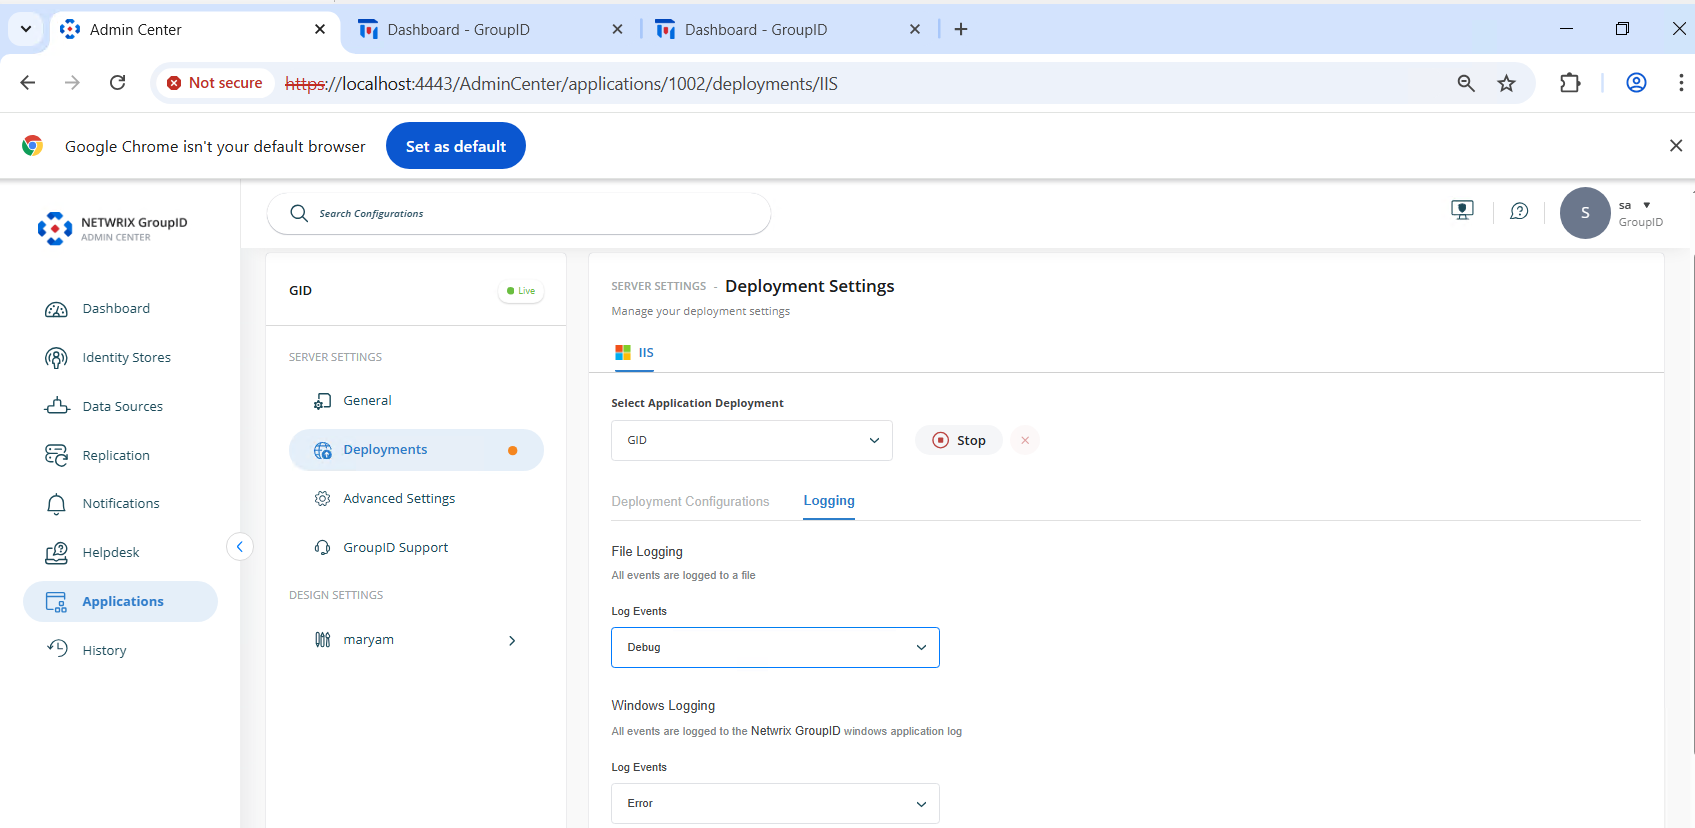 Admin Center
Dashboard - GroupID
Dashboard - GroupID
Not secure
https://localhost:4443/AdminCenter/applications/1002/deployments/IIS
Google Chrome isn't your default browser
Set as default
NETWRIX GroupID
ADMIN CENTER
Search Configurations
S
sa
GroupID
Dashboard
Identity Stores
Data Sources
Replication
Notifications
Helpdesk
Applications
History
GID
Live
SERVER SETTINGS
General
Deployments
Advanced Settings
GroupID Support
DESIGN SETTINGS
maryam
SERVER SETTINGS - Deployment Settings
Manage your deployment settings
IIS
Select Application Deployment
GID
Stop
Deployment Configurations
Logging
File Logging
All events are logged to a file
Log Events
Debug
Windows Logging
All events are logged to the Netwrix GroupID windows application log
Log Events
Error